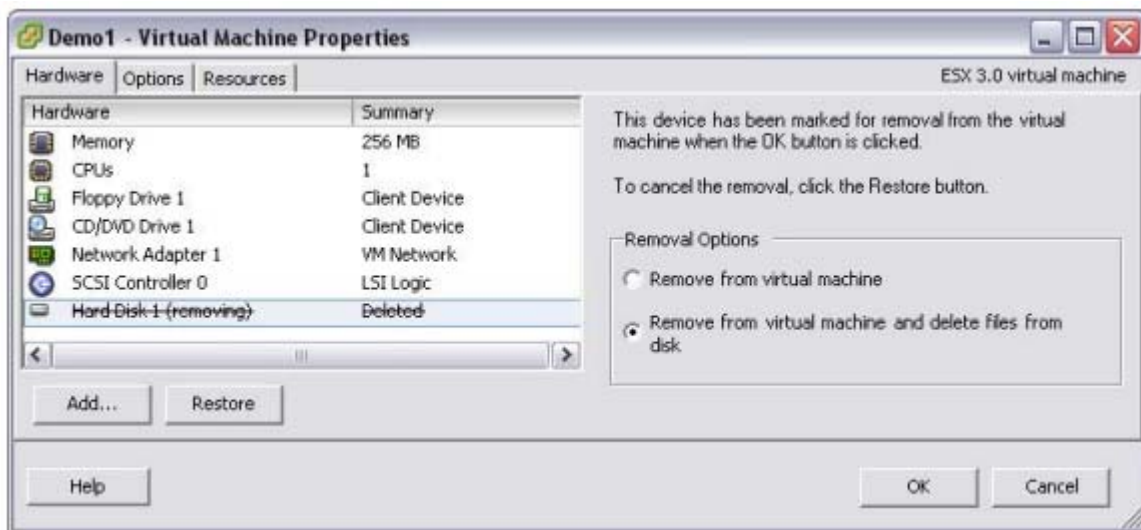 Demo1 - Virtual Machine Properties
Hardware Options Resources
ESX 3.0 virtual machine
Hardware Summary
Memory 256 MB
CPUs 1
Floppy Drive 1 Client Device
CD/DVD Drive 1 Client Device
Network Adapter 1 VM Network
SCSI Controller 0 LSI Logic
Hard Disk 1 (removing) Deleted
Add... Restore
This device has been marked for removal from the virtual
machine when the OK button is clicked.
To cancel the removal, click the Restore button.
Removal Options
Remove from virtual machine
Remove from virtual machine and delete files from
disk
Help OK Cancel